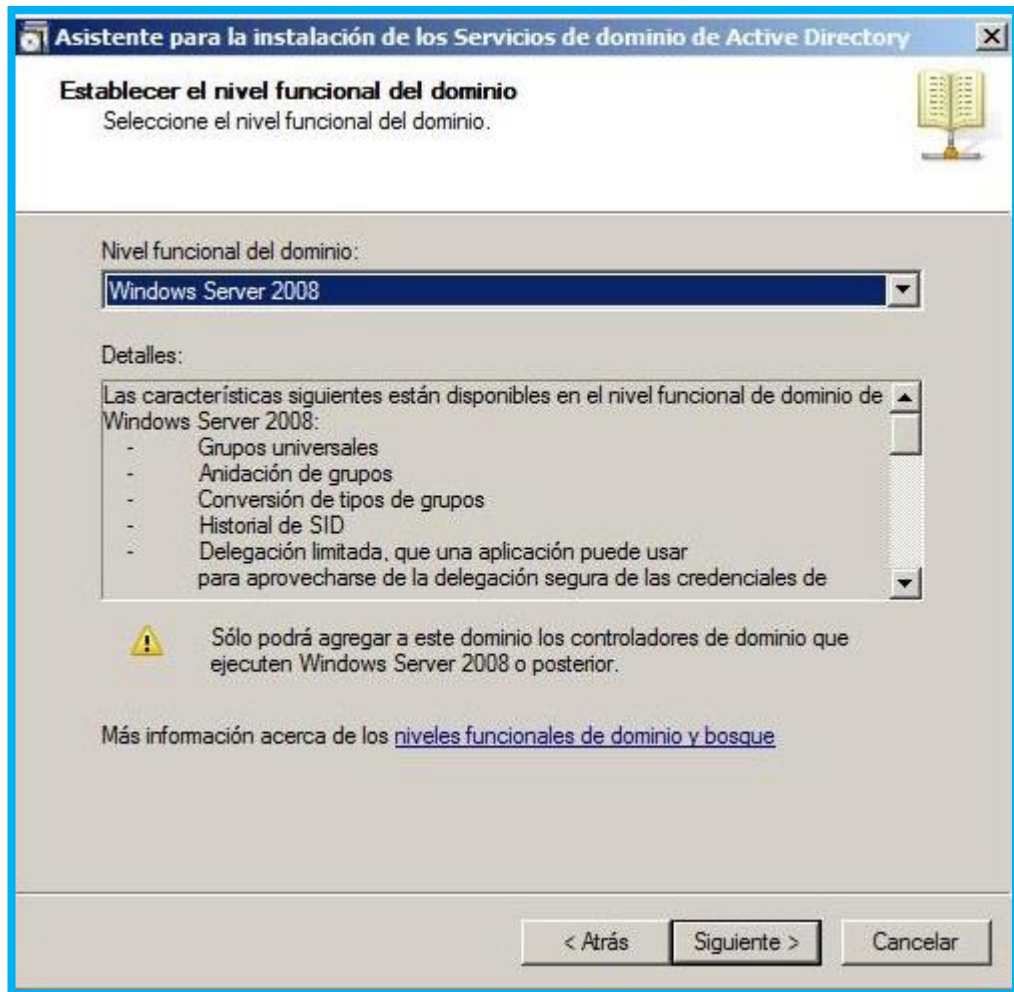 Asistente para la instalación de los Servicios de dominio de Active Directory
Establecer el nivel funcional del dominio
Seleccione el nivel funcional del dominio.
Nivel funcional del dominio:
Windows Server 2008
Detalles:
Las características siguientes están disponibles en el nivel funcional de dominio de
Windows Server 2008:
- Grupos universales
- Anidación de grupos
- Conversión de tipos de grupos
- Historial de SID
- Delegación limitada, que una aplicación puede usar
para aprovecharse de la delegación segura de las credenciales de
Sólo podrá agregar a este dominio los controladores de dominio que
ejecuten Windows Server 2008 o posterior.
Más información acerca de los niveles funcionales de dominio y bosque
< Atrás Siguiente > Cancelar